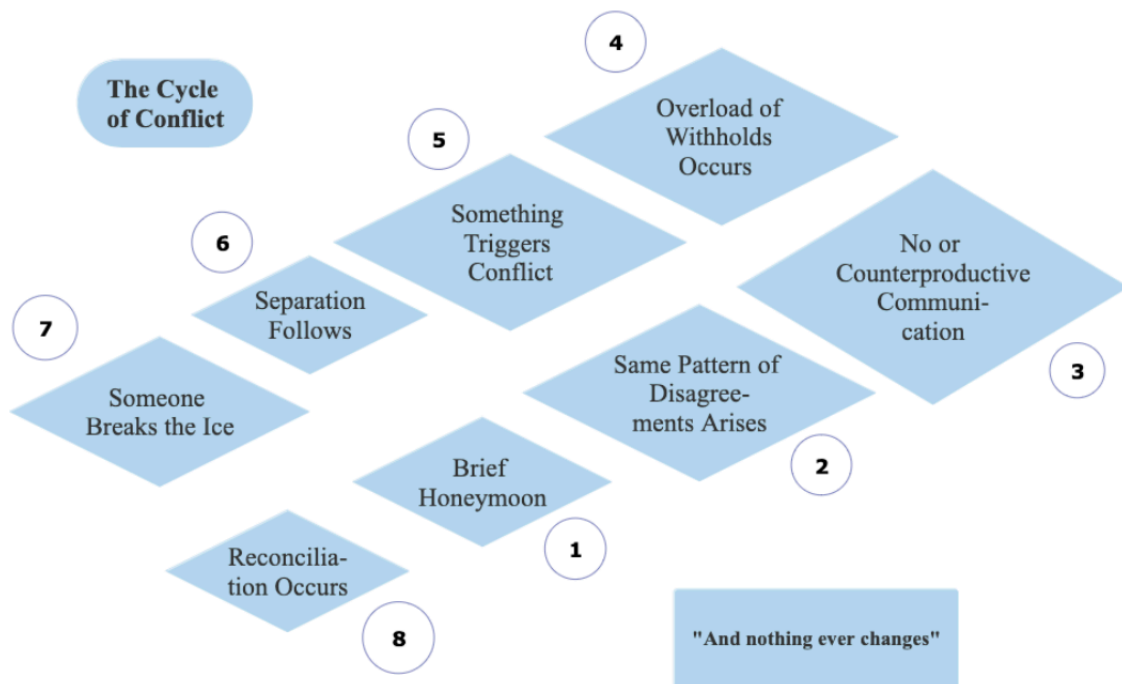 The Cycle
of Conflict
4
Overload of
Withholds
Occurs
5
Something
Triggers
Conflict
6
Separation
Follows
7
Someone
Breaks the Ice
No or
Counterproductive
Communi-
cation
3
Same Pattern of
Disagree-
ments Arises
2
Brief
Honeymoon
1
Reconcilia-
tion Occurs
8
"And nothing ever changes"